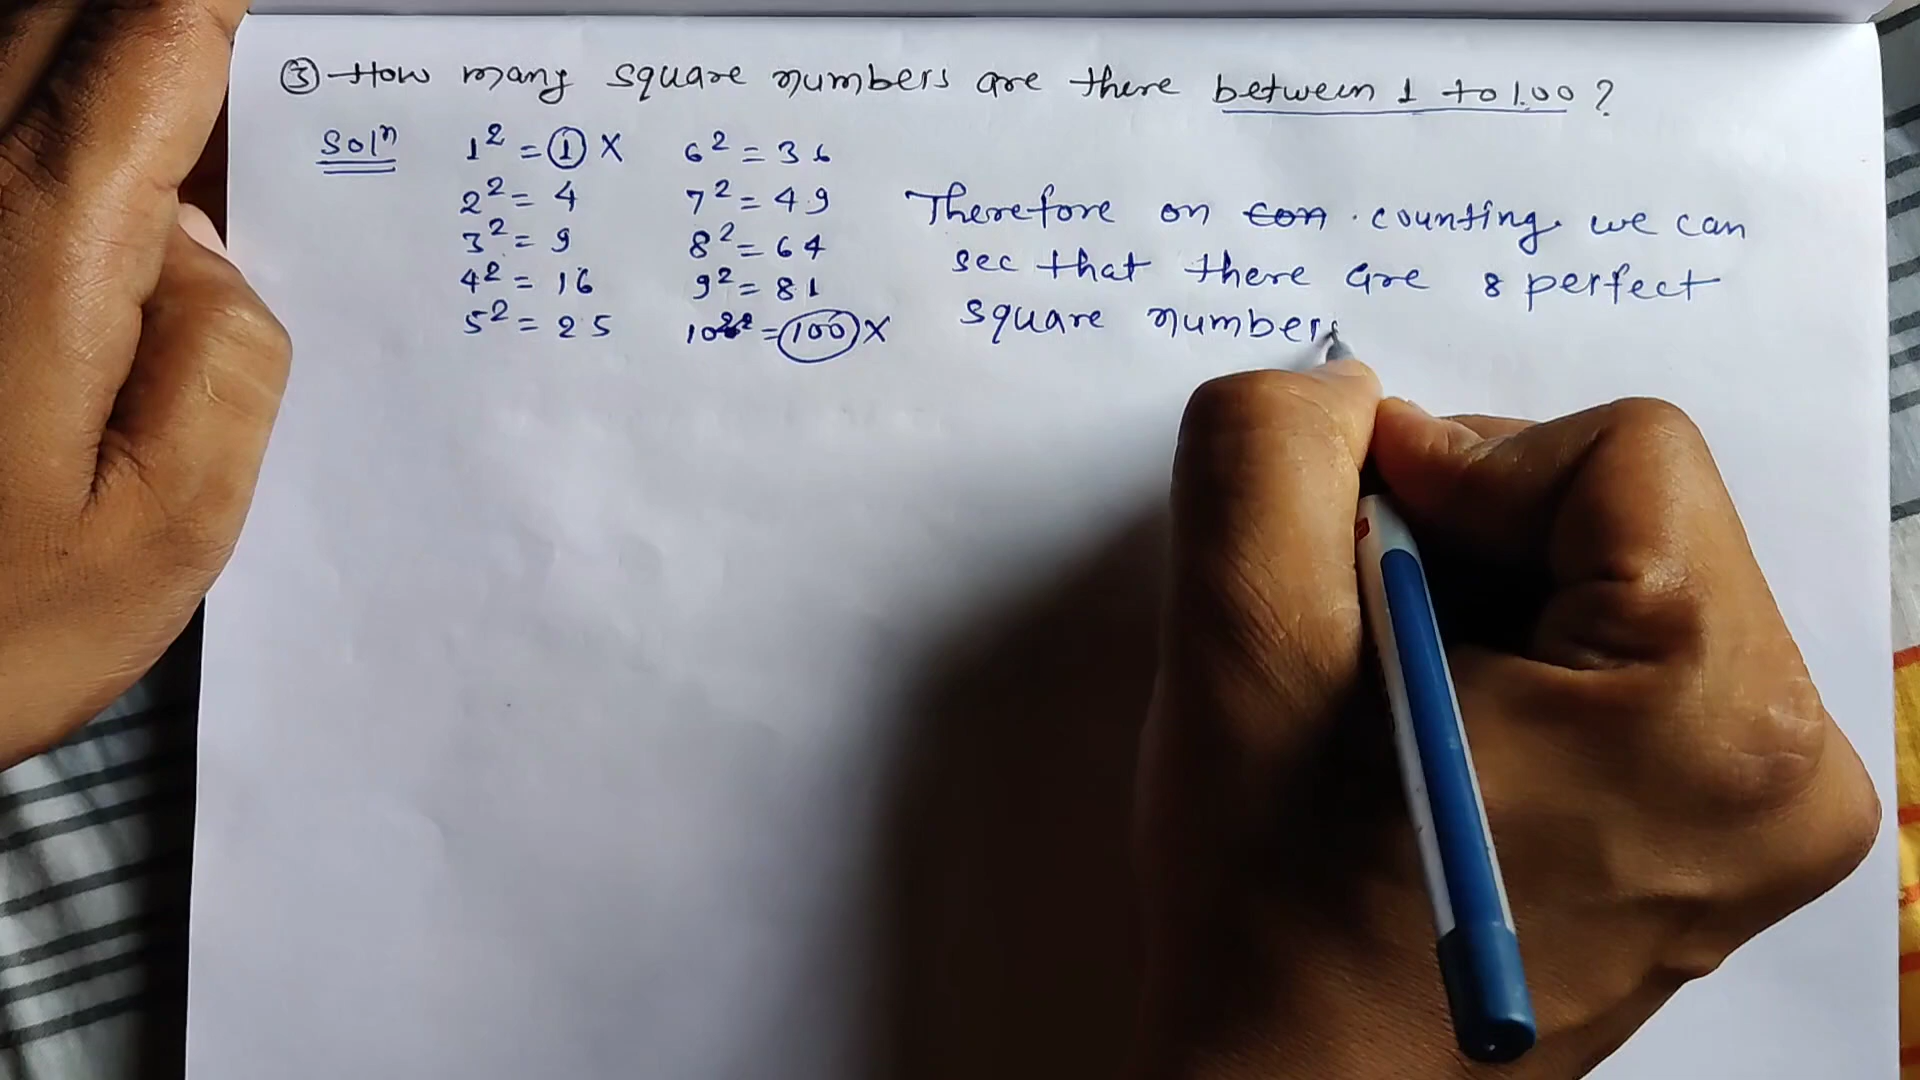 ③ How many square numbers are there between 1 to 100 ?
Solⁿ
1² = 1 X
2² = 4
3² = 9
4² = 16
5² = 25
6² = 36
7² = 49
8² = 64
9² = 81
10² = 100 X
Therefore on con counting we can
see that there are 8 perfect
square numbers